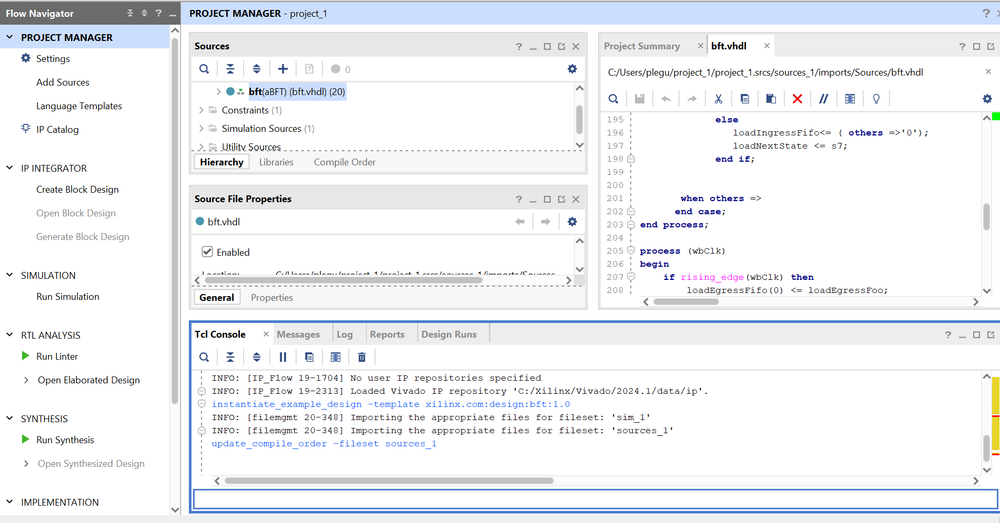 Flow Navigator
PROJECT MANAGER
Settings
Add Sources
Language Templates
IP Catalog
IP INTEGRATOR
Create Block Design
Open Block Design
Generate Block Design
SIMULATION
Run Simulation
RTL ANALYSIS
Run Linter
Open Elaborated Design
SYNTHESIS
Run Synthesis
Open Synthesized Design
IMPLEMENTATION
PROJECT MANAGER - project_1
Sources
0
bft(aBFT) (bft.vhdl) (20)
Constraints (1)
Simulation Sources (1)
Utility Sources
Hierarchy Libraries Compile Order
Source File Properties
bft.vhdl
Enabled
Location: C:/Users/plegu/project_1/project_1.srcs/sources_1/imports/Sources
General Properties
Project Summary bft.vhdl
C:/Users/plegu/project_1/project_1.srcs/sources_1/imports/Sources/bft.vhdl
195 else
196 loadIngressFifo<= ( others =>'0');
197 loadNextState <= s7;
198 end if;
199
200
201 when others =>
202 end case;
203 end process;
204
205 process (wbClk)
206 begin
207 if rising_edge(wbClk) then
208 loadEgressFifo(0) <= loadEgressFoo;
Tcl Console Messages Log Reports Design Runs
INFO: [IP_Flow 19-1704] No user IP repositories specified
INFO: [IP_Flow 19-2313] Loaded Vivado IP repository 'C:/Xilinx/Vivado/2024.1/data/ip'.
instantiate_example_design -template xilinx.com:design:bft:1.0
INFO: [filemgmt 20-348] Importing the appropriate files for fileset: 'sim_1'
INFO: [filemgmt 20-348] Importing the appropriate files for fileset: 'sources_1'
update_compile_order -fileset sources_1